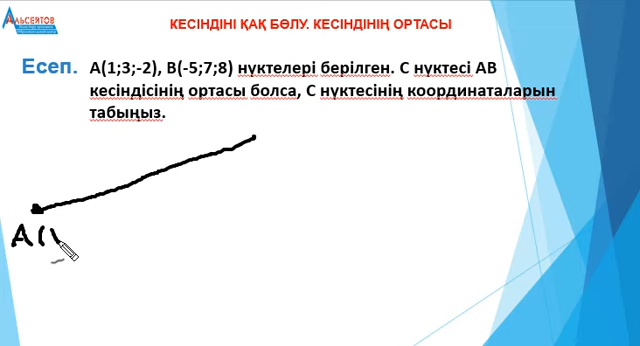 АЛЬСЕЙТОВ
КЕСІНДІНІ ҚАҚ БӨЛУ. КЕСІНДІНІҢ ОРТАСЫ
Есеп. A(1;3;-2), B(-5;7;8) нүктелері берілген. C нүктесі AB
кесіндісінің ортасы болса, C нүктесінің координаталарын
табыңыз.
A(1